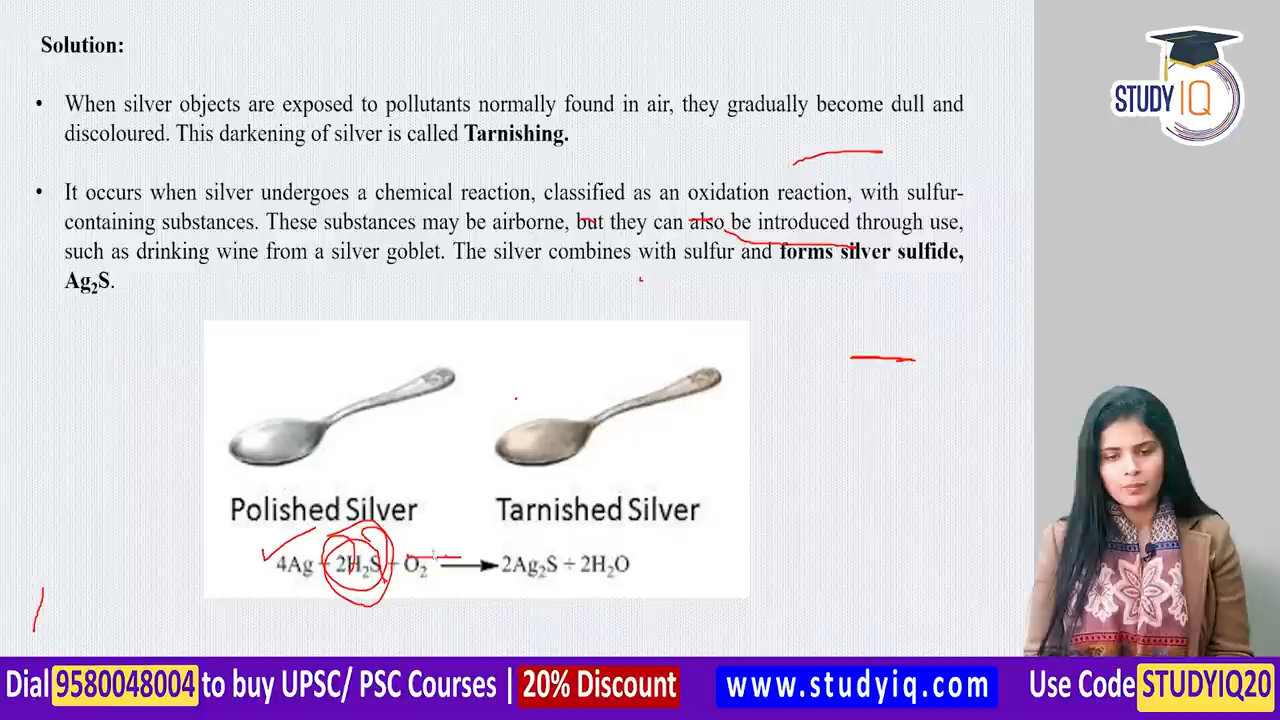 Solution:
STUDY IQ
• When silver objects are exposed to pollutants normally found in air, they gradually become dull and
discoloured. This darkening of silver is called Tarnishing.
• It occurs when silver undergoes a chemical reaction, classified as an oxidation reaction, with sulfur-
containing substances. These substances may be airborne, but they can also be introduced through use,
such as drinking wine from a silver goblet. The silver combines with sulfur and forms silver sulfide,
Ag₂S.
Polished Silver Tarnished Silver
4Ag + 2H₂S + O₂ → 2Ag₂S + 2H₂O
Dial 9580048004 to buy UPSC/ PSC Courses | 20% Discount www.studyiq.com Use Code STUDYIQ20